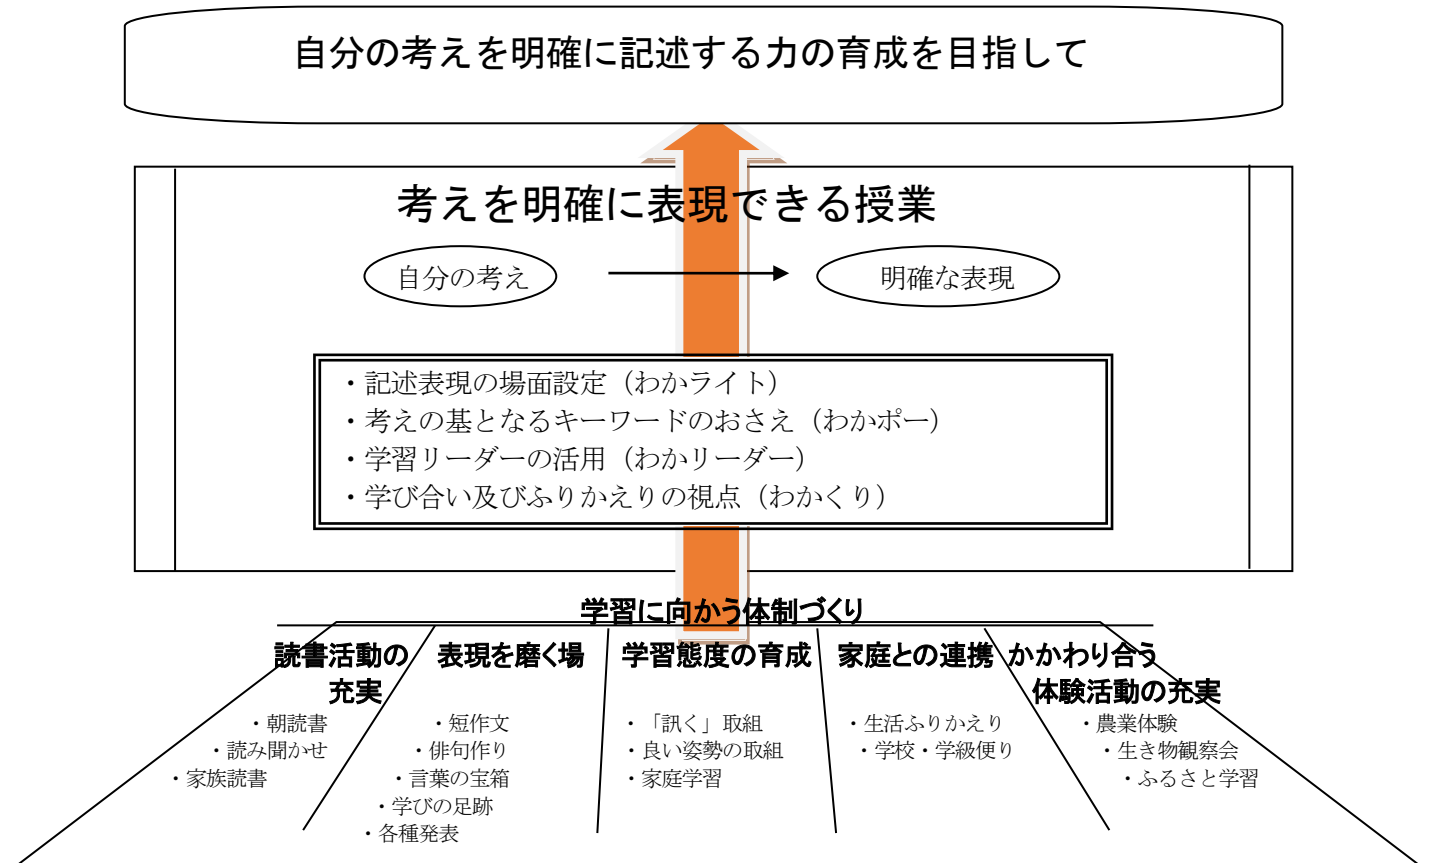 自分の考えを明確に記述する力の育成を目指して
考えを明確に表現できる授業
自分の考え
明確な表現
・記述表現の場面設定（わかライト）
・考えの基となるキーワードのおさえ（わかポー）
・学習リーダーの活用（わかリーダー）
・学び合い及びふりかえりの視点（わかくり）
学習に向かう体制づくり
読書活動の
充実
・朝読書
・読み聞かせ
・家族読書
表現を磨く場
・短作文
・俳句作り
・言葉の宝箱
・学びの足跡
・各種発表
学習態度の育成
・「訊く」取組
・良い姿勢の取組
・家庭学習
家庭との連携
・生活ふりかえり
・学校・学級便り
かかわり合う
体験活動の充実
・農業体験
・生き物観察会
・ふるさと学習